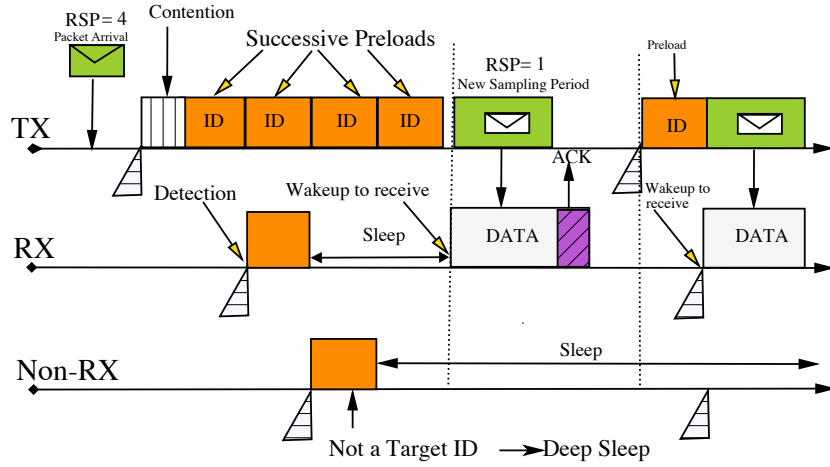 RSP= 4
Packet Arrival
Contention
Successive Preloads
RSP= 1
New Sampling Period
Preload
TX
ID
ID
ID
ID
ID
ACK
Detection
Wakeup to receive
Wakeup to
receive
RX
Sleep
DATA
DATA
Non-RX
Sleep
Not a Target ID
Deep Sleep